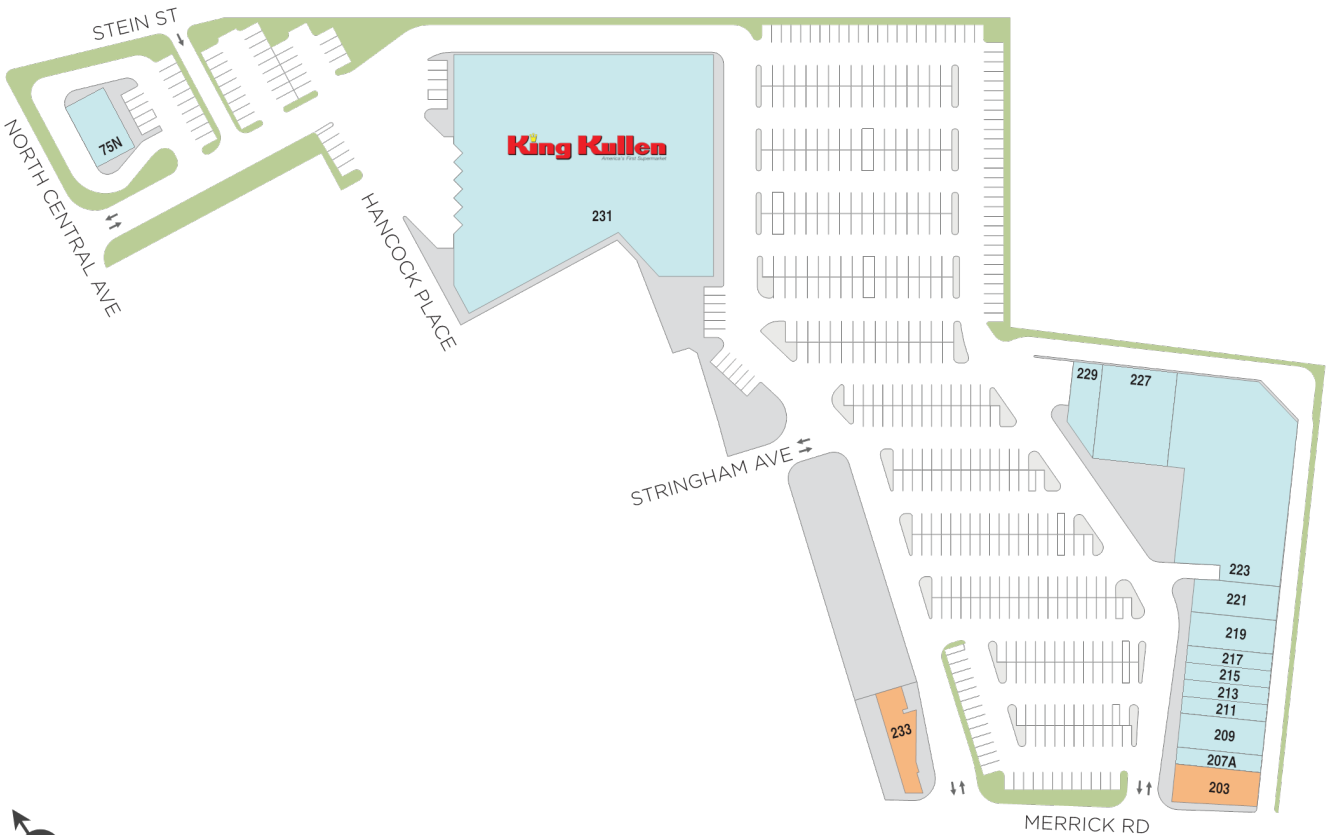 STEIN ST
75N
NORTH CENTRAL AVE
HANCOCK PLACE
King Kullen
America's First Supermarket
231
STRINGHAM AVE
229
227
223
221
219
217
215
213
211
209
207A
203
233
MERRICK RD